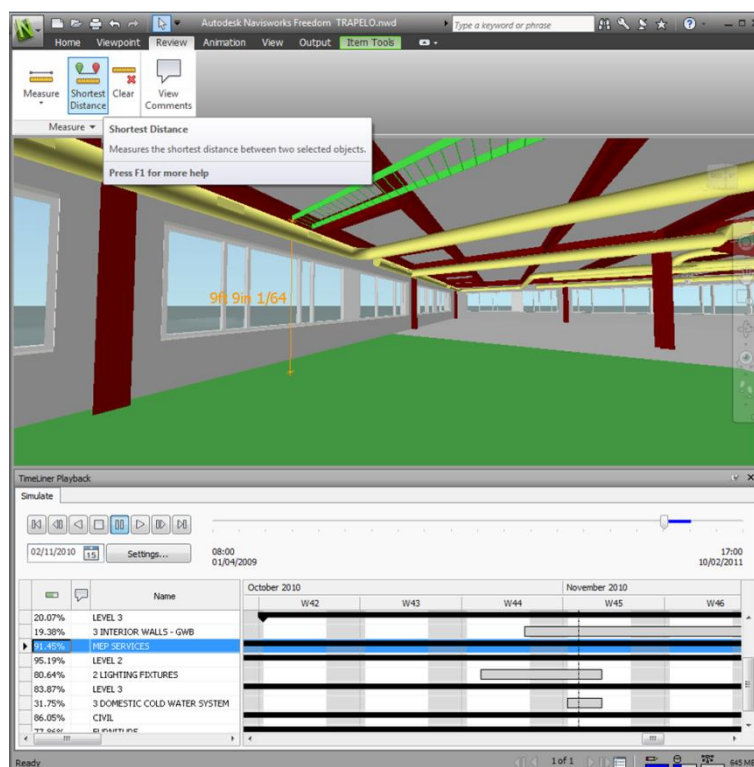 Autodesk Navisworks Freedom TRAPELO.nwd
Type a keyword or phrase
Home Viewpoint Review Animation View Output Item Tools
Measure
Shortest Distance
Clear
View Comments
Measure
Shortest Distance
Measures the shortest distance between two selected objects.
Press F1 for more help
9ft 9in 1/64
TimeLiner Playback
Simulate
02/11/2010
15
Settings...
08:00
01/04/2009
17:00
10/02/2011
Name
October 2010
November 2010
W42 W43 W44 W45 W46
20.07% LEVEL 3
19.38% 3 INTERIOR WALLS - GWB
91.45% MEP SERVICES
95.19% LEVEL 2
80.64% 2 LIGHTING FIXTURES
83.87% LEVEL 3
31.75% 3 DOMESTIC COLD WATER SYSTEM
86.05% CIVIL
77.86% FURNITURE
Ready
1 of 1
645 M